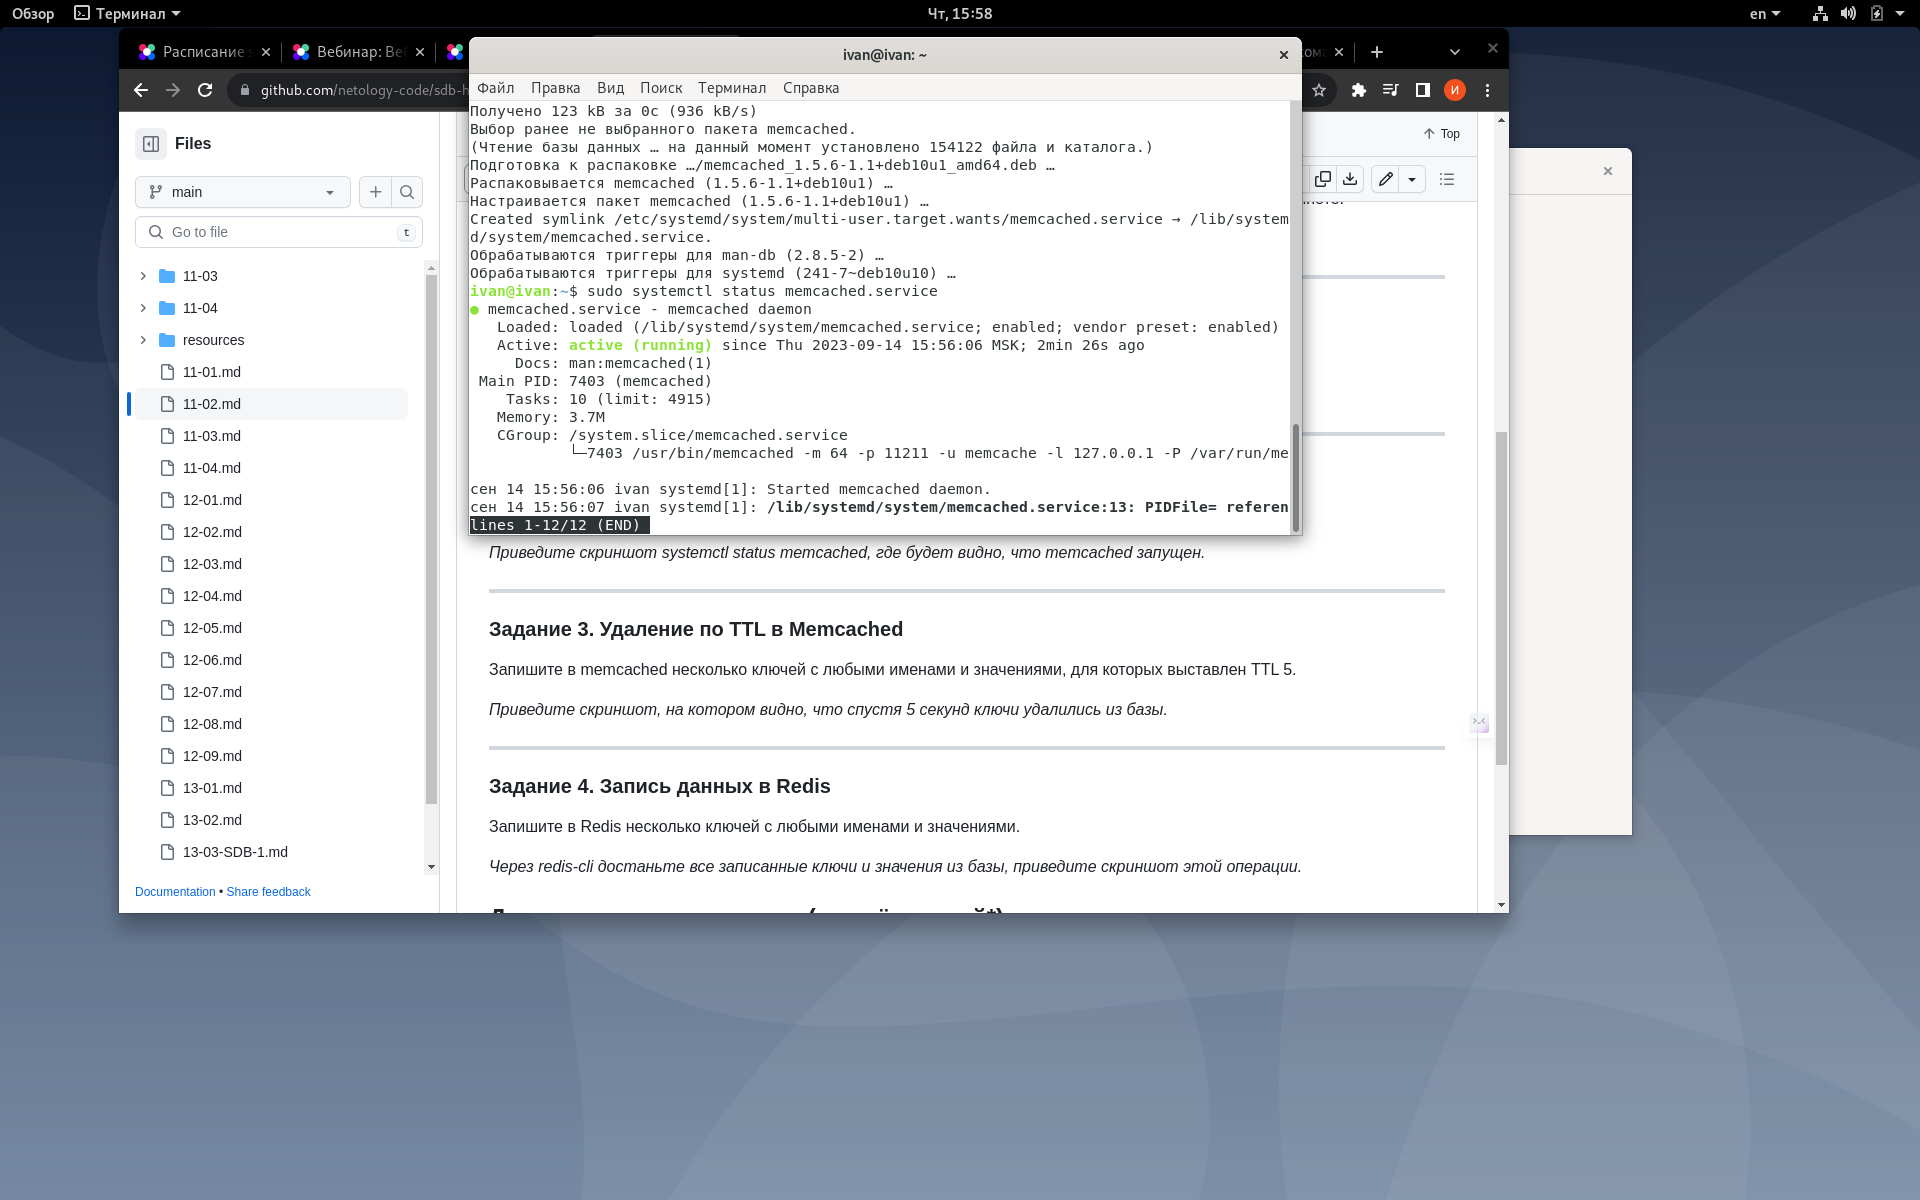 Обзор
Терминал
Чт, 15:58
en
Расписание
Вебинар: Ве
ivan@ivan: ~
github.com/netology-code/sdb-h
И
Файл Правка Вид Поиск Терминал Справка
Получено 123 kB за 0с (936 kB/s)
Выбор ранее не выбранного пакета memcached.
(Чтение базы данных … на данный момент установлено 154122 файла и каталога.)
Подготовка к распаковке …/memcached_1.5.6-1.1+deb10u1_amd64.deb …
Распаковывается memcached (1.5.6-1.1+deb10u1) …
Настраивается пакет memcached (1.5.6-1.1+deb10u1) …
Created symlink /etc/systemd/system/multi-user.target.wants/memcached.service → /lib/system
d/system/memcached.service.
Обрабатываются триггеры для man-db (2.8.5-2) …
Обрабатываются триггеры для systemd (241-7~deb10u10) …
ivan@ivan:~$ sudo systemctl status memcached.service
● memcached.service - memcached daemon
Loaded: loaded (/lib/systemd/system/memcached.service; enabled; vendor preset: enabled)
Active: active (running) since Thu 2023-09-14 15:56:06 MSK; 2min 26s ago
Docs: man:memcached(1)
Main PID: 7403 (memcached)
Tasks: 10 (limit: 4915)
Memory: 3.7M
CGroup: /system.slice/memcached.service
└─7403 /usr/bin/memcached -m 64 -p 11211 -u memcache -l 127.0.0.1 -P /var/run/me
сен 14 15:56:06 ivan systemd[1]: Started memcached daemon.
сен 14 15:56:07 ivan systemd[1]: /lib/systemd/system/memcached.service:13: PIDFile= referen
lines 1-12/12 (END)
Files
main
Go to file
t
11-03
11-04
resources
11-01.md
11-02.md
11-03.md
11-04.md
12-01.md
12-02.md
12-03.md
12-04.md
12-05.md
12-06.md
12-07.md
12-08.md
12-09.md
13-01.md
13-02.md
13-03-SDB-1.md
Documentation • Share feedback
Top
Приведите скриншот systemctl status memcached, где будет видно, что memcached запущен.
Задание 3. Удаление по TTL в Memcached
Запишите в memcached несколько ключей с любыми именами и значениями, для которых выставлен TTL 5.
Приведите скриншот, на котором видно, что спустя 5 секунд ключи удалились из базы.
Задание 4. Запись данных в Redis
Запишите в Redis несколько ключей с любыми именами и значениями.
Через redis-cli достаньте все записанные ключи и значения из базы, приведите скриншот этой операции.